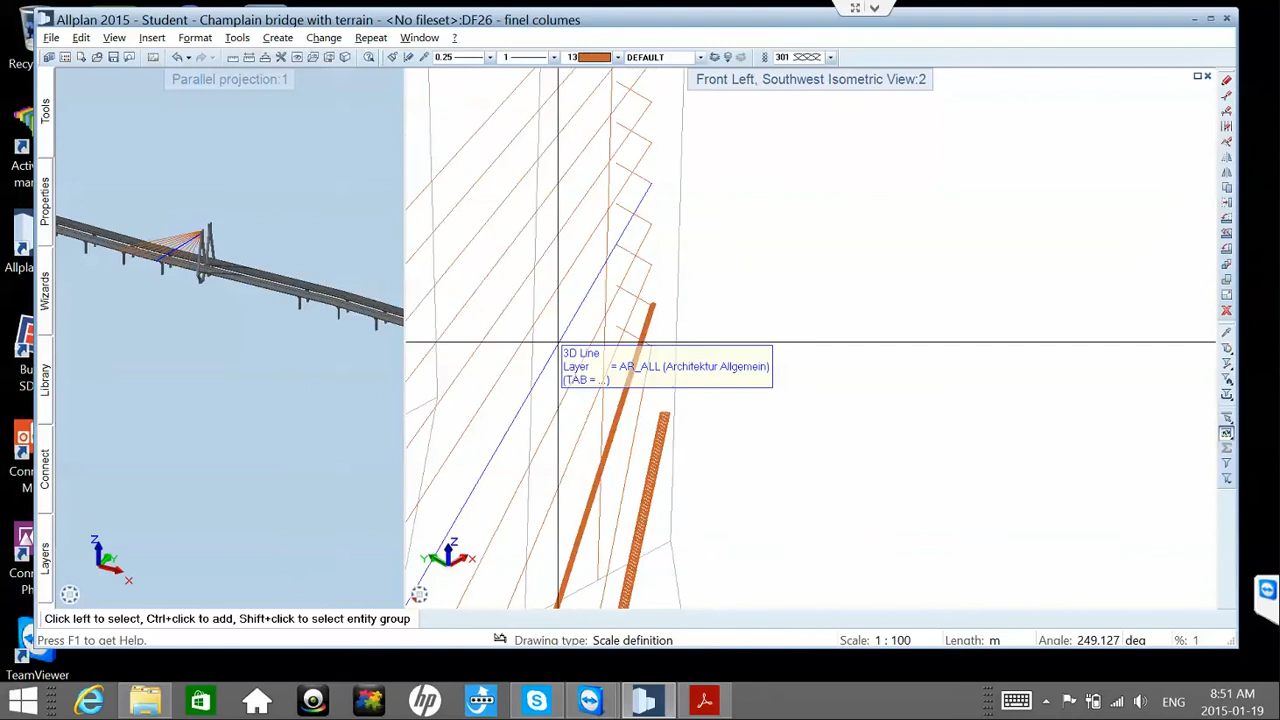 Allplan 2015 - Student - Champlain bridge with terrain - <No fileset>:DF26 - finel columes
File Edit View Insert Format Tools Create Change Repeat Window ?
0.25 1 13 DEFAULT 301
Parallel projection:1
Front Left, Southwest Isometric View:2
Tools
Properties
Wizards
Library
Connect
Layers
3D Line
Layer = AR_ALL (Architektur Allgemein)
(TAB = ...)
Z
Y
X
Z
Y
X
Click left to select, Ctrl+click to add, Shift+click to select entity group
Press F1 to get Help.
Drawing type: Scale definition
Scale: 1 : 100
Length: m
Angle: 249.127 deg
%: 1
TeamViewer
hp
ENG
8:51 AM
2015-01-19